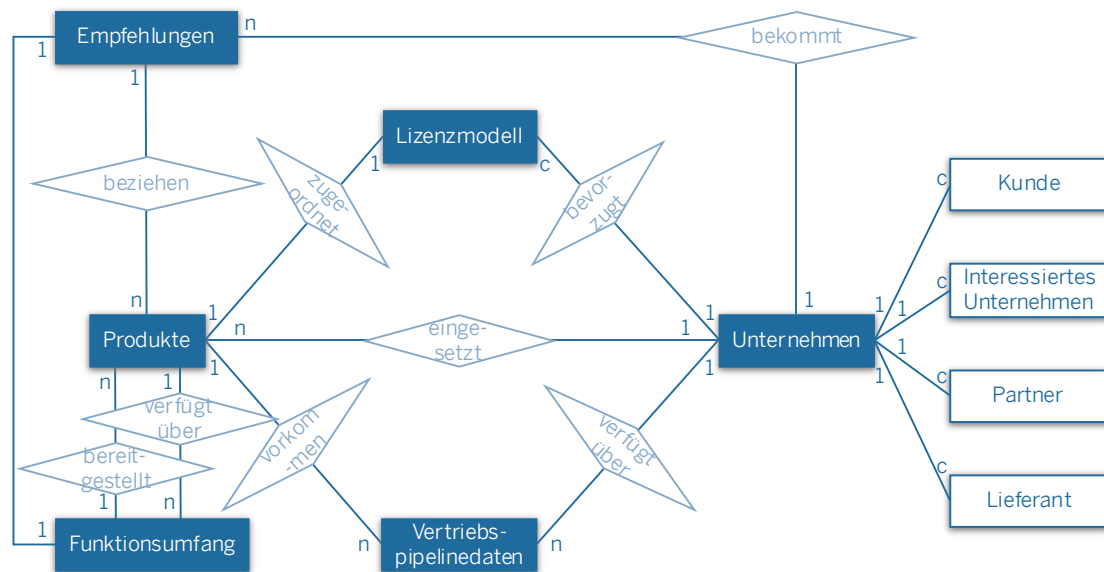 n
Empfehlungen
bekommt
1
1
Lizenzmodell
1
c
zuge-
ordnet
bevor-
zugt
beziehen
c
Kunde
c
Interessiertes
Unternehmen
n
1
n
1
1
1
1
Produkte
einge-
setzt
1
Unternehmen
1
1
1
1
c
Partner
n
1
verfügt
über
vorkom
-men
verfügt
über
bereit-
gestellt
c
Lieferant
1
n
1
Funktionsumfang
n
Vertriebs-
pipelinedaten
n